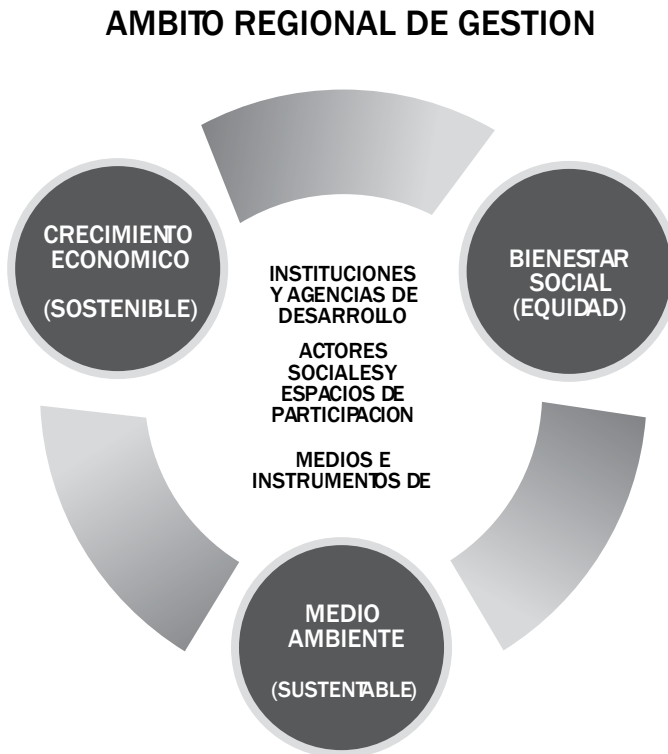 AMBITO REGIONAL DE GESTION
CRECIMIENTO
ECONOMICO
(SOSTENIBLE)
INSTITUCIONES
Y AGENCIAS DE
DESARROLLO
ACTORES
SOCIALES Y
ESPACIOS DE
PARTICIPACION
MEDIOS E
INSTRUMENTOS DE
BIENESTAR
SOCIAL
(EQUIDAD)
MEDIO
AMBIENTE
(SUSTENTABLE)